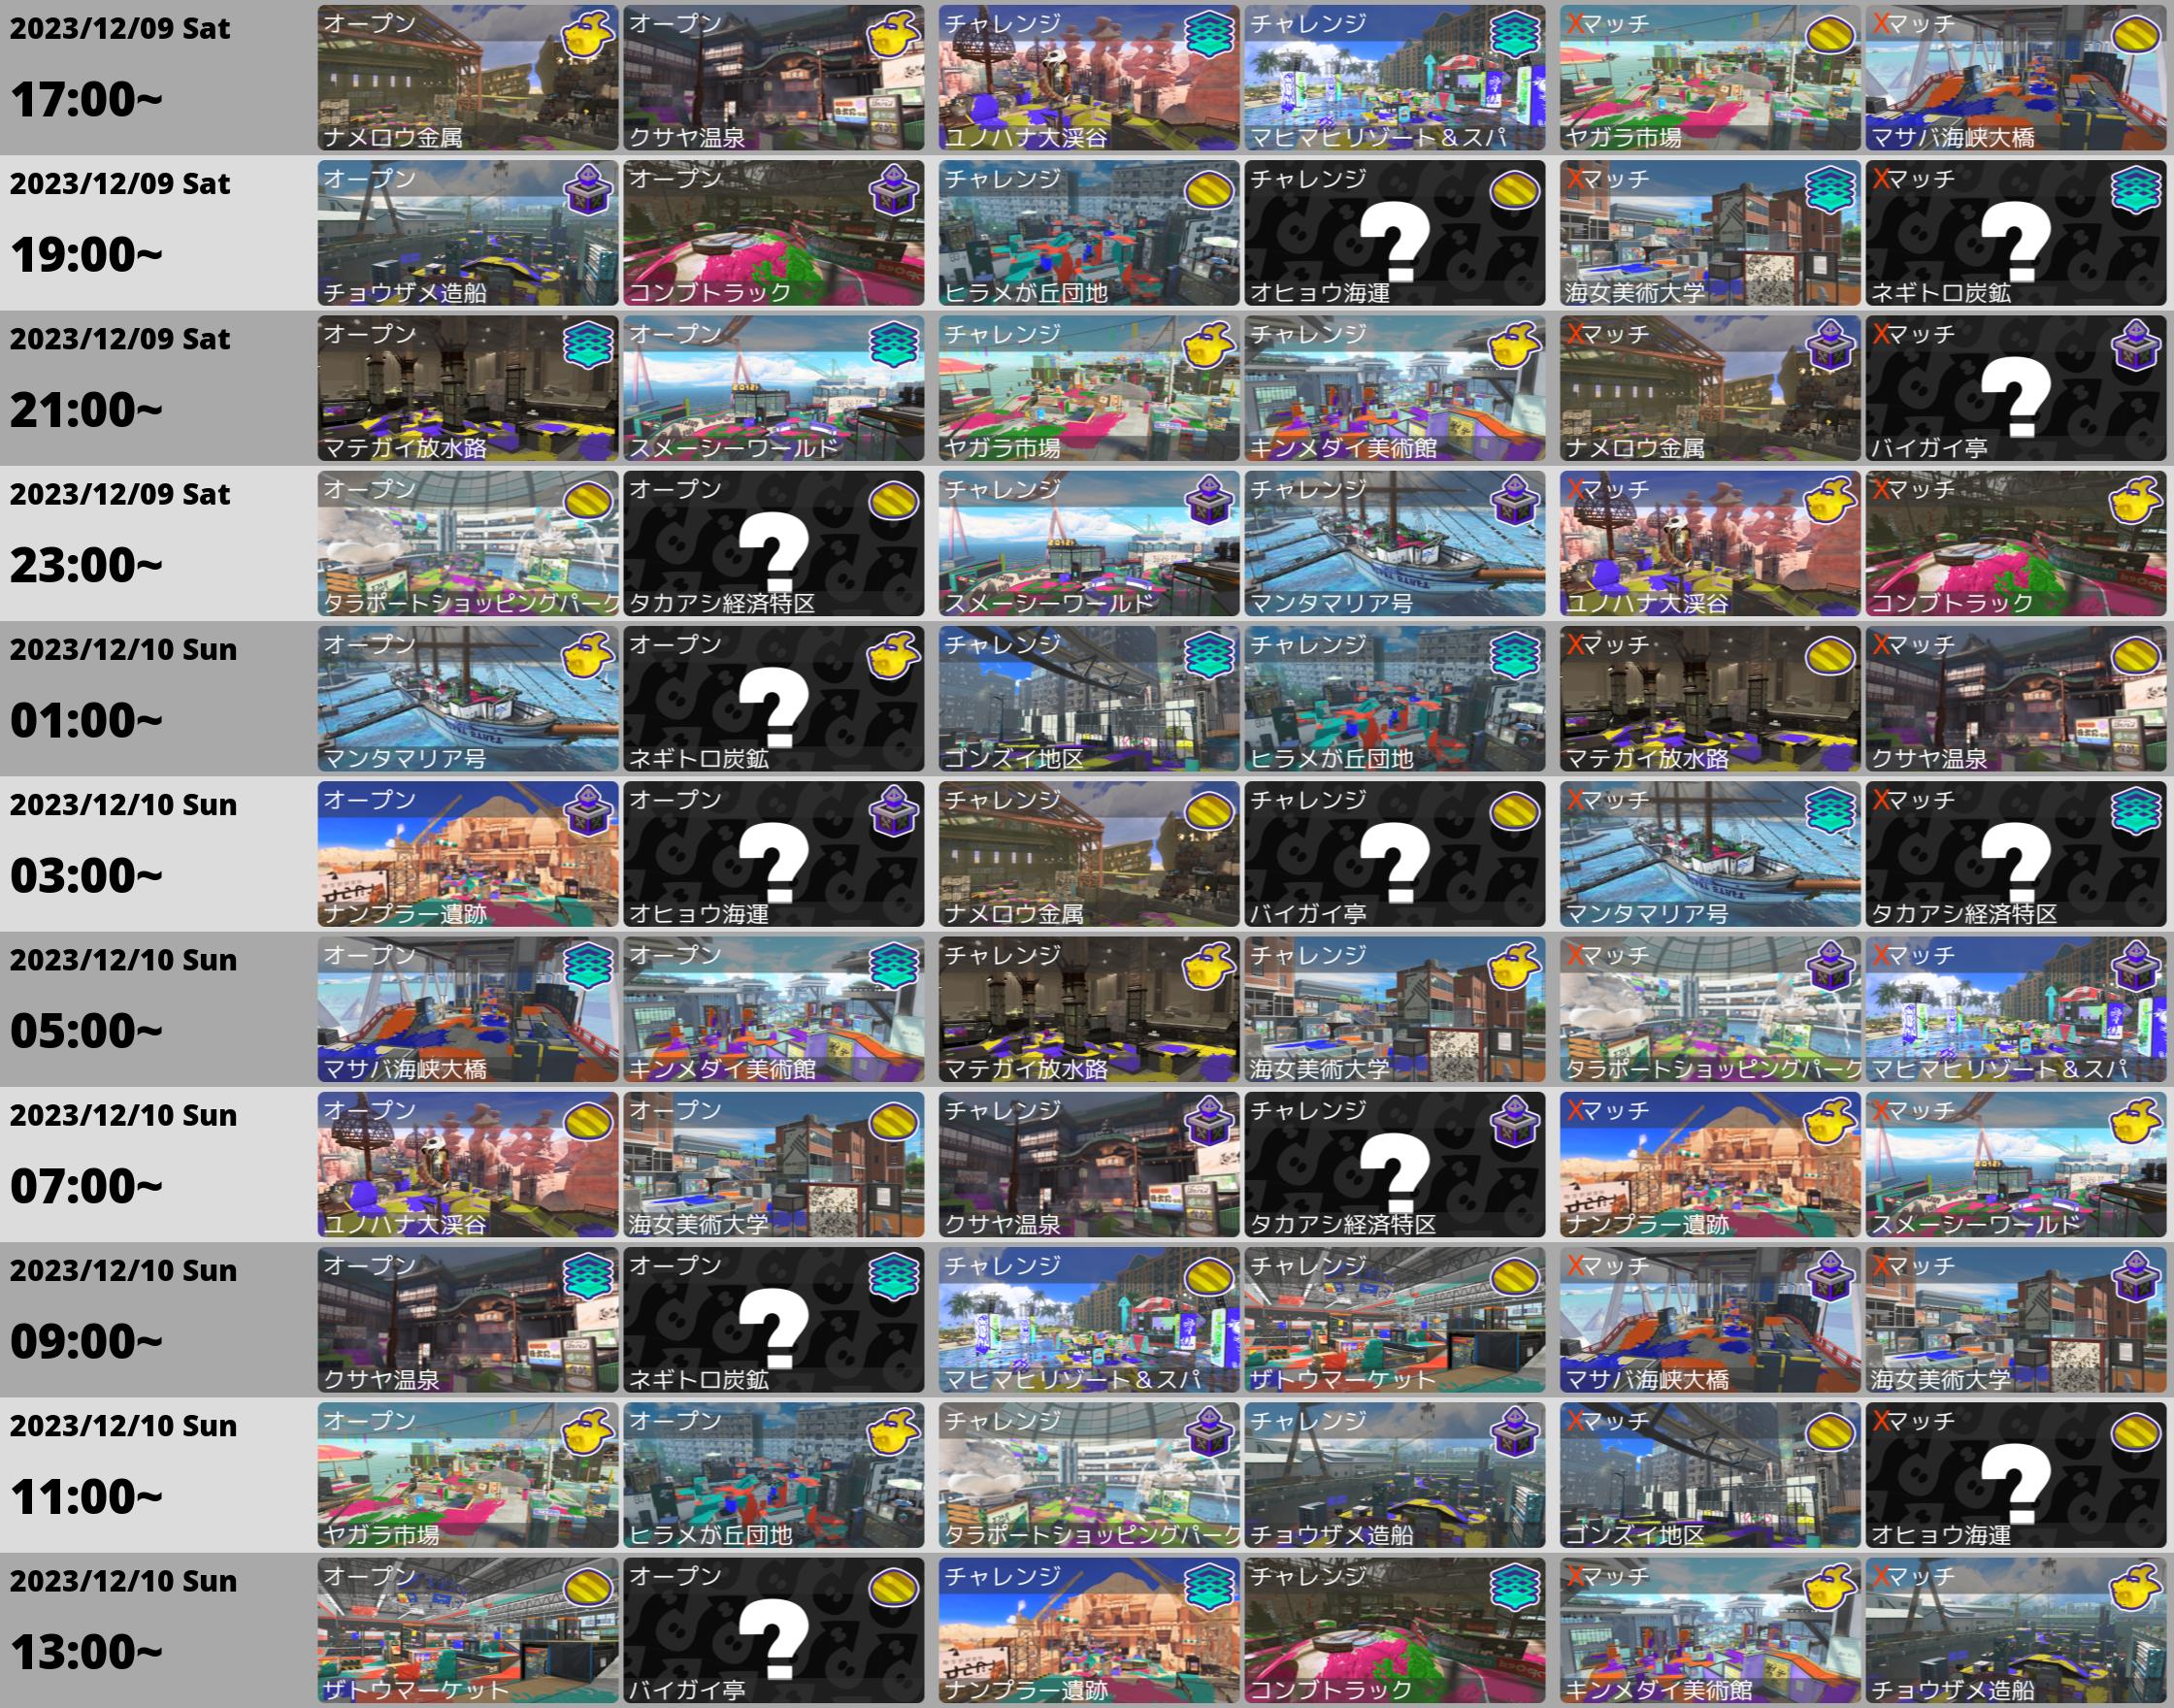 2023/12/09 Sat
17:00~
オープン
ナメロウ金属
オープン
クサヤ温泉
チャレンジ
ユノハナ大渓谷
チャレンジ
マヒマヒリゾート＆スパ
Xマッチ
ヤガラ市場
Xマッチ
マサバ海峡大橋
2023/12/09 Sat
19:00~
オープン
チョウザメ造船
オープン
コンブトラック
チャレンジ
ヒラメが丘団地
チャレンジ
オヒョウ海運
Xマッチ
海女美術大学
Xマッチ
ネギトロ炭鉱
2023/12/09 Sat
21:00~
オープン
マテガイ放水路
オープン
スメーシーワールド
チャレンジ
ヤガラ市場
チャレンジ
キンメダイ美術館
Xマッチ
ナメロウ金属
Xマッチ
バイガイ亭
2023/12/09 Sat
23:00~
オープン
タラポートショッピングパーク
オープン
タカアシ経済特区
チャレンジ
スメーシーワールド
チャレンジ
マンタマリア号
Xマッチ
ユノハナ大渓谷
Xマッチ
コンブトラック
2023/12/10 Sun
01:00~
オープン
マンタマリア号
オープン
ネギトロ炭鉱
チャレンジ
ゴンズイ地区
チャレンジ
ヒラメが丘団地
Xマッチ
マテガイ放水路
Xマッチ
クサヤ温泉
2023/12/10 Sun
03:00~
オープン
ナンプラー遺跡
オープン
オヒョウ海運
チャレンジ
ナメロウ金属
チャレンジ
バイガイ亭
Xマッチ
マンタマリア号
Xマッチ
タカアシ経済特区
2023/12/10 Sun
05:00~
オープン
マサバ海峡大橋
オープン
キンメダイ美術館
チャレンジ
マテガイ放水路
チャレンジ
海女美術大学
Xマッチ
タラポートショッピングパーク
Xマッチ
マヒマヒリゾート＆スパ
2023/12/10 Sun
07:00~
オープン
ユノハナ大渓谷
オープン
海女美術大学
チャレンジ
クサヤ温泉
チャレンジ
タカアシ経済特区
Xマッチ
ナンプラー遺跡
Xマッチ
スメーシーワールド
2023/12/10 Sun
09:00~
オープン
クサヤ温泉
オープン
ネギトロ炭鉱
チャレンジ
マヒマヒリゾート＆スパ
チャレンジ
ザトウマーケット
Xマッチ
マサバ海峡大橋
Xマッチ
海女美術大学
2023/12/10 Sun
11:00~
オープン
ヤガラ市場
オープン
ヒラメが丘団地
チャレンジ
タラポートショッピングパーク
チャレンジ
チョウザメ造船
Xマッチ
ゴンズイ地区
Xマッチ
オヒョウ海運
2023/12/10 Sun
13:00~
オープン
ザトウマーケット
オープン
バイガイ亭
チャレンジ
ナンプラー遺跡
チャレンジ
コンブトラック
Xマッチ
キンメダイ美術館
Xマッチ
チョウザメ造船